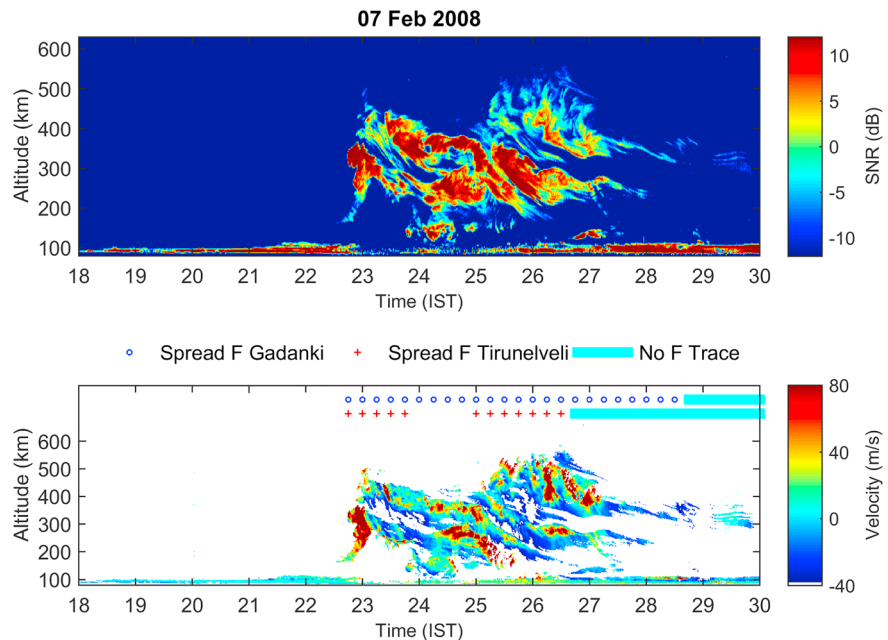 07 Feb 2008
600
500
400
300
200
100
Altitude (km)
18 19 20 21 22 23 24 25 26 27 28 29 30
Time (IST)
10
5
0
-5
-10
SNR (dB)
Spread F Gadanki Spread F Tirunelveli No F Trace
600
500
400
300
200
100
Altitude (km)
18 19 20 21 22 23 24 25 26 27 28 29 30
Time (IST)
80
40
0
-40
Velocity (m/s)